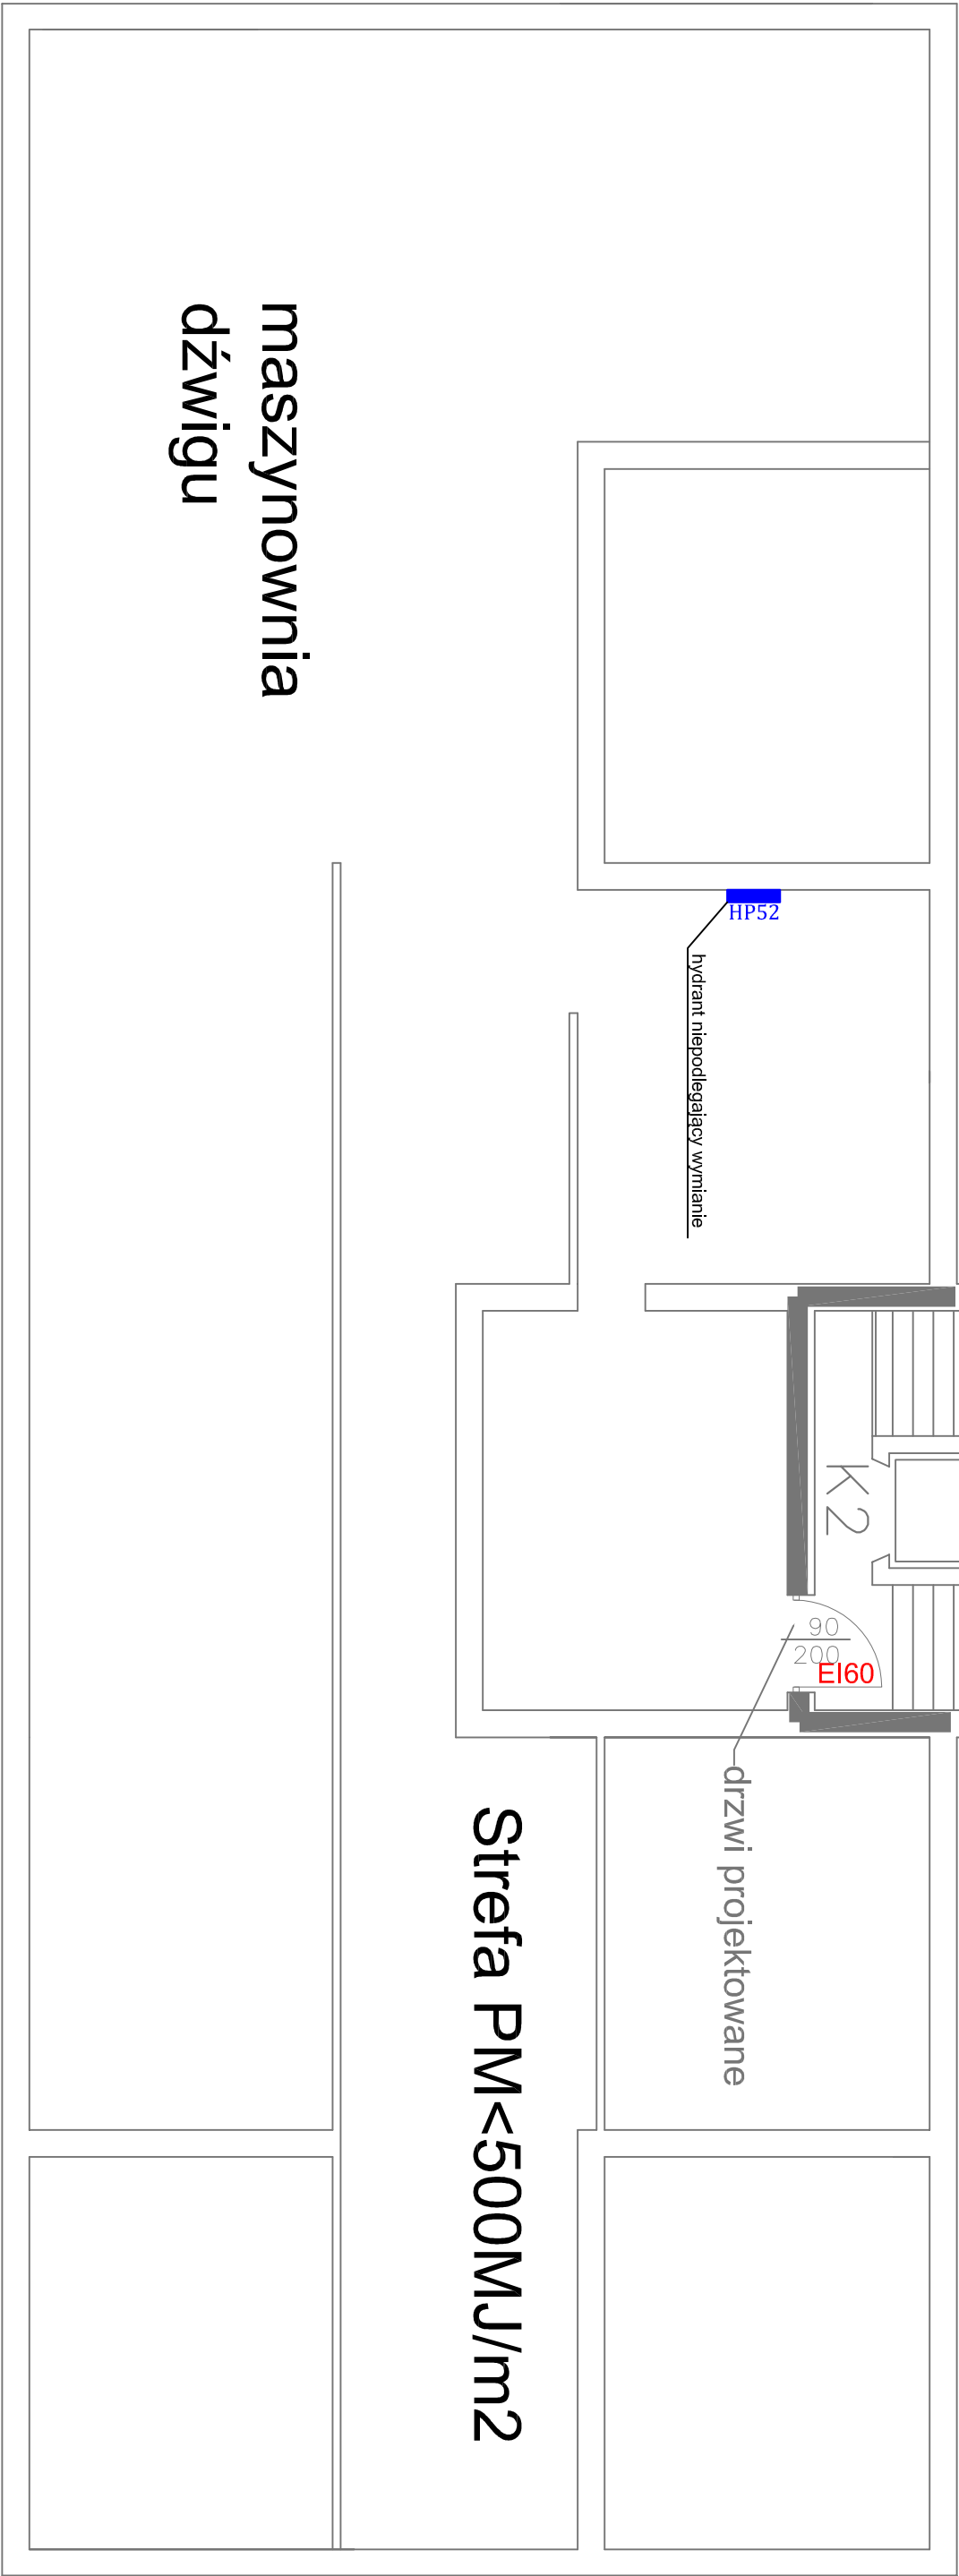 maszynownia
dźwigu
HP52
hydrant niepodlegający wymianie
K2
90
200
EI60
drzwi projektowane
Strefa PM<500MJ/m2